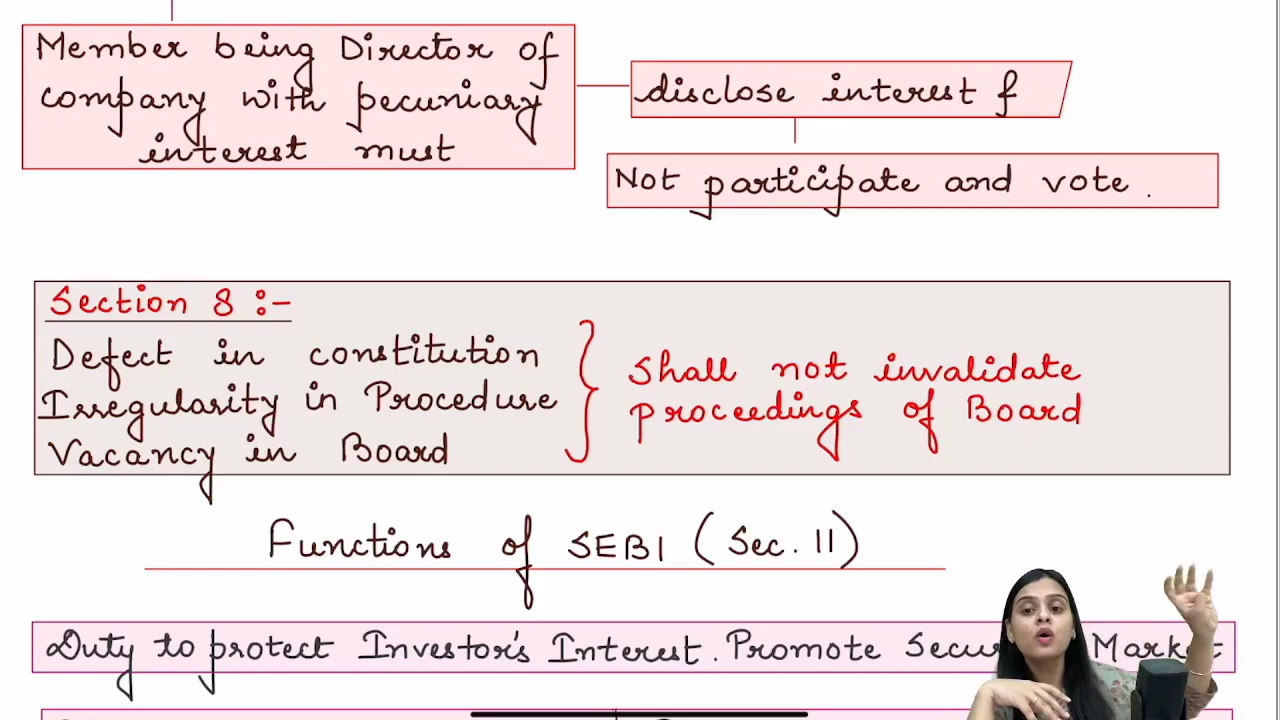 Member being Director of
company with pecuniary
interest must
disclose interest f
Not participate and vote .
Section 8 :-
Defect in constitution
Irregularity in Procedure
Vacancy in Board
Shall not invalidate
proceedings of Board
Functions of SEBI (Sec. 11)
Duty to protect Investor's Interest. Promote Secur Market